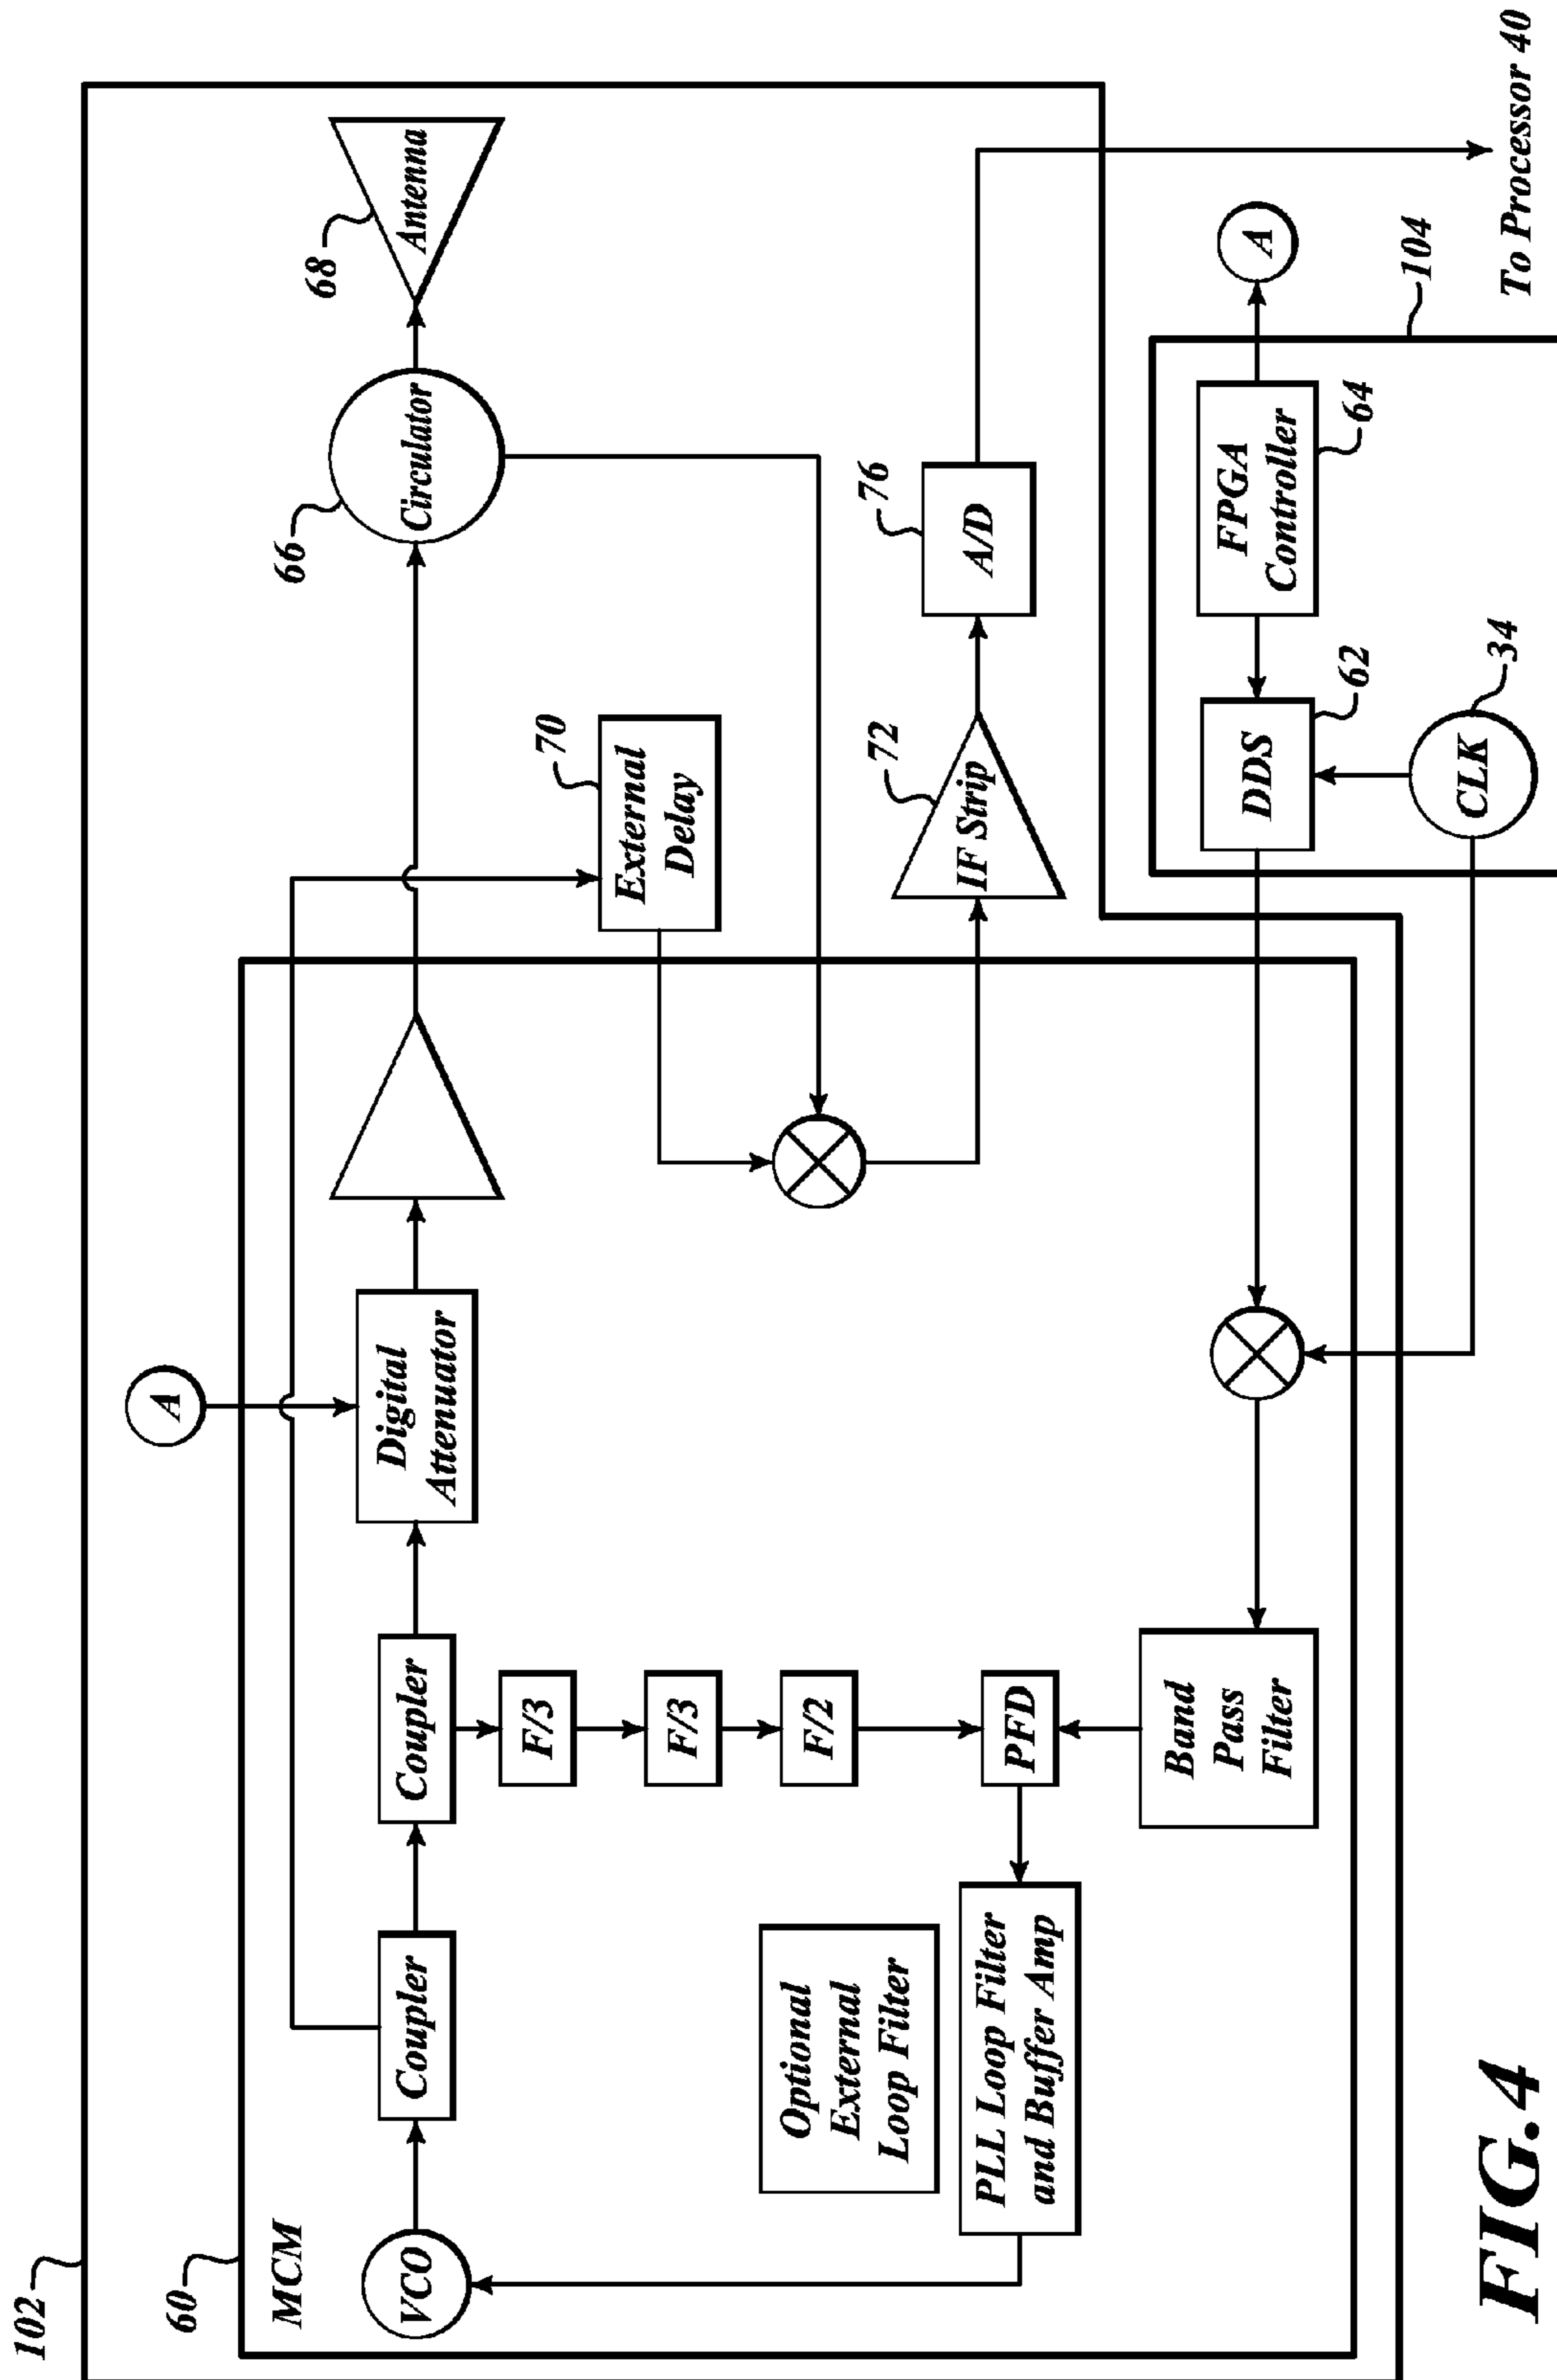 102
60
MCM
A
68
66
Antenna
Circulator
VCO
Coupler
Coupler
Digital
Attenuator
F/3
F/3
F/2
PFD
70
External
Delay
Optional
External
Loop Filter
PLL Loop Filter
and Buffer Amp
72
IF Strip
76
A/D
Band
Pass
Filter
DDS
62
FPGA
Controller
64
A
CLK
34
104
To Processor 40
FIG.4